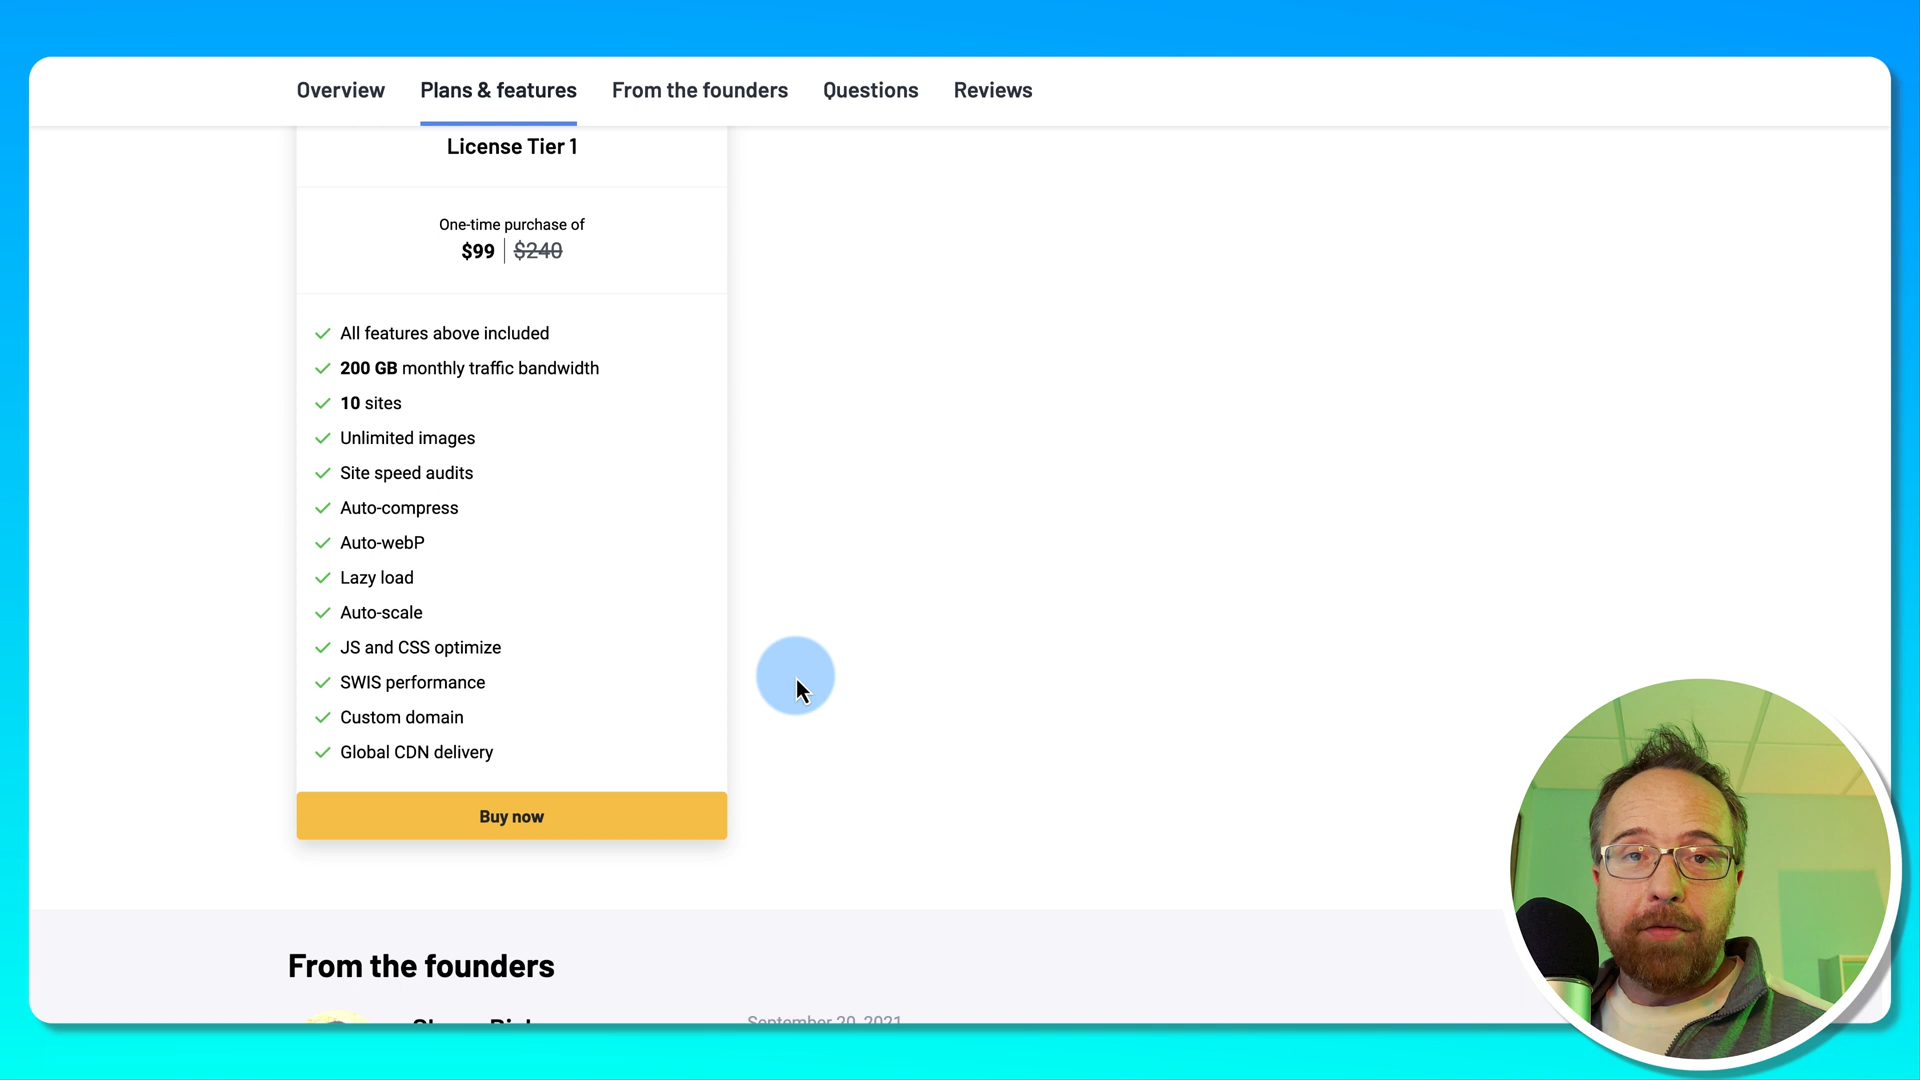 Overview Plans & features From the founders Questions Reviews
License Tier 1
One-time purchase of
$99 | $240
All features above included
200 GB monthly traffic bandwidth
10 sites
Unlimited images
Site speed audits
Auto-compress
Auto-webP
Lazy load
Auto-scale
JS and CSS optimize
SWIS performance
Custom domain
Global CDN delivery
Buy now
From the founders
September 20, 2021